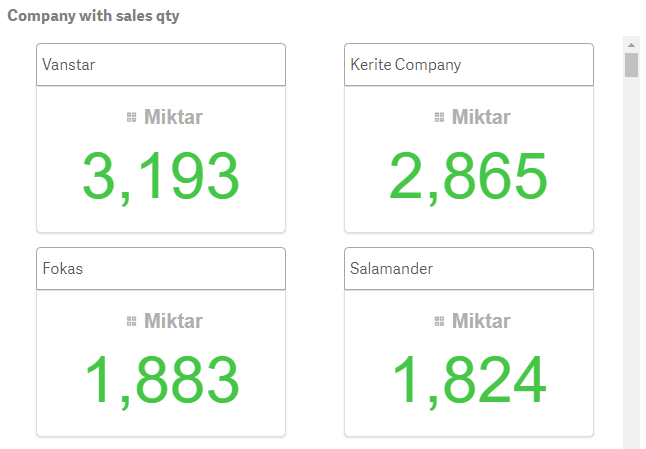 Company with sales qty
Vanstar
Kerite Company
Miktar
Miktar
3,193
2,865
Fokas
Salamander
Miktar
Miktar
1,883
1,824